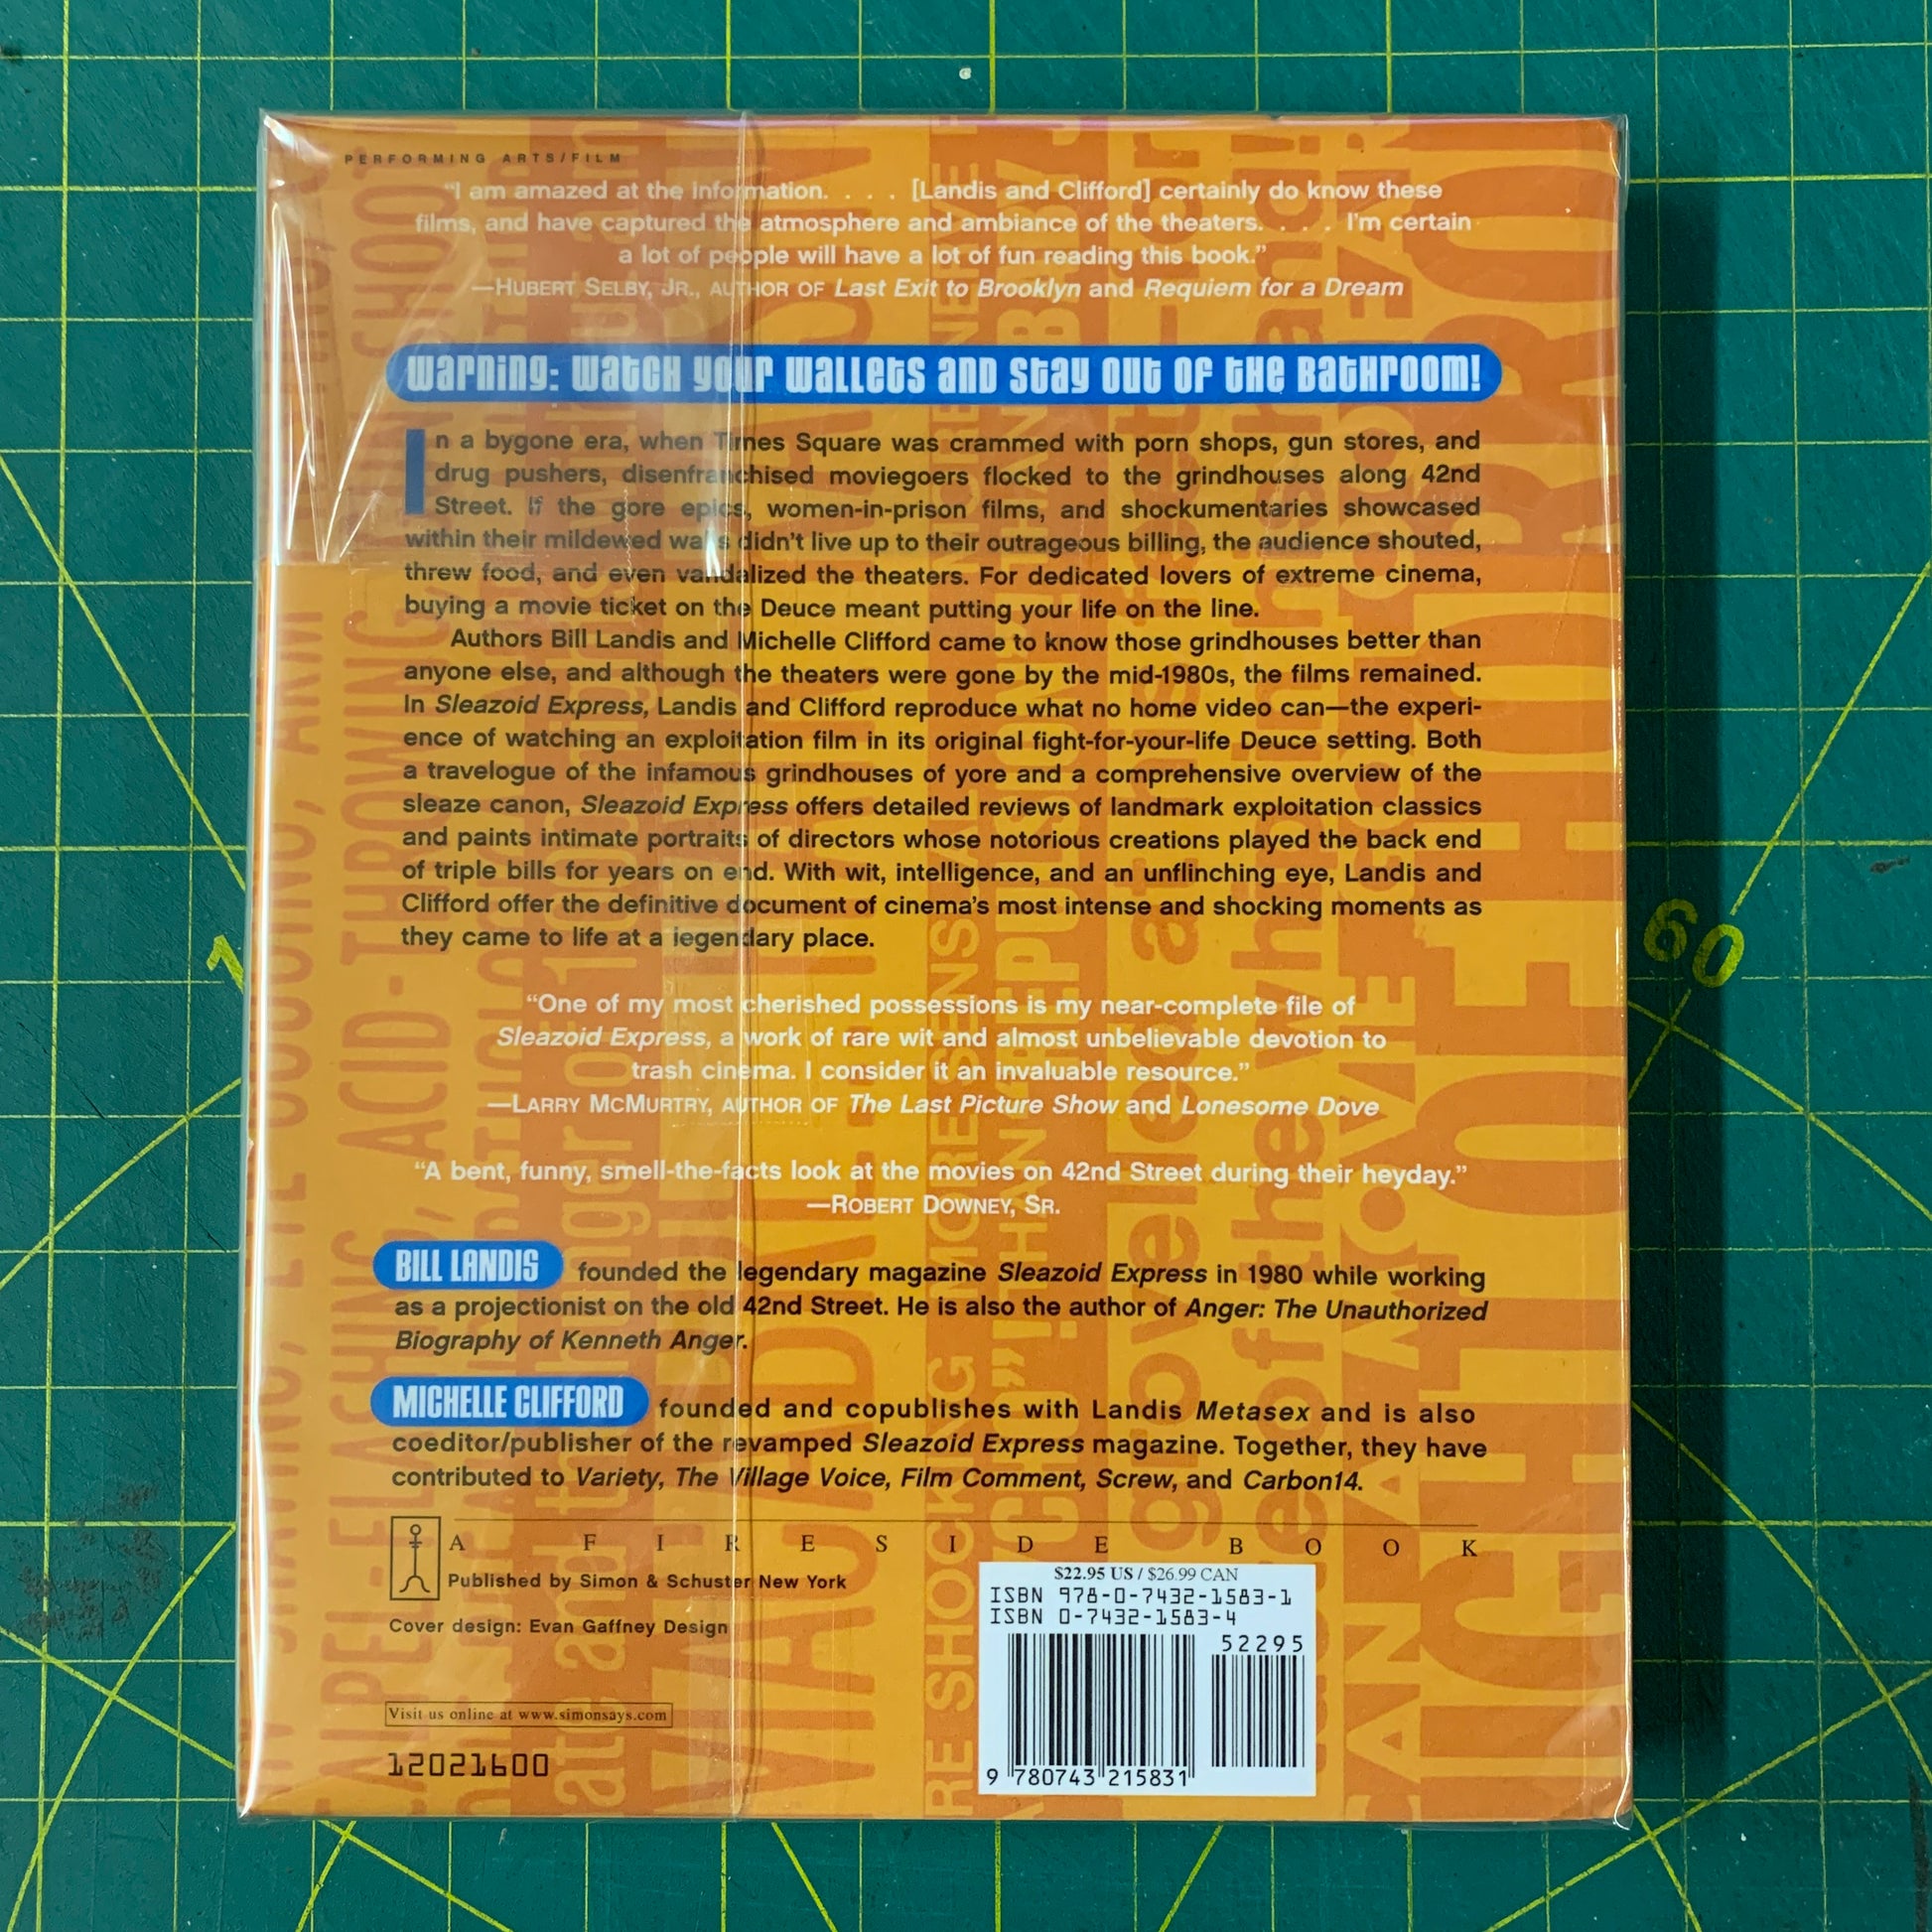 PERFORMING ARTS/FILM
“I am amazed at the information. . . . [Landis and Clifford] certainly do know these
films, and have captured the atmosphere and ambiance of the theaters. . . . I'm certain
a lot of people will have a lot of fun reading this book.”
—HUBERT SELBY, JR., AUTHOR OF Last Exit to Brooklyn and Requiem for a Dream
Warning: Watch your wallets and stay out of the Bathroom!
In a bygone era, when Times Square was crammed with porn shops, gun stores, and
drug pushers, disenfranchised moviegoers flocked to the grindhouses along 42nd
Street. If the gore epics, women-in-prison films, and shockumentaries showcased
within their mildewed walls didn't live up to their outrageous billing, the audience shouted,
threw food, and even vandalized the theaters. For dedicated lovers of extreme cinema,
buying a movie ticket on the Deuce meant putting your life on the line.
Authors Bill Landis and Michelle Clifford came to know those grindhouses better than
anyone else, and although the theaters were gone by the mid-1980s, the films remained.
In Sleazoid Express, Landis and Clifford reproduce what no home video can—the experi-
ence of watching an exploitation film in its original fight-for-your-life Deuce setting. Both
a travelogue of the infamous grindhouses of yore and a comprehensive overview of the
sleaze canon, Sleazoid Express offers detailed reviews of landmark exploitation classics
and paints intimate portraits of directors whose notorious creations played the back end
of triple bills for years on end. With wit, intelligence, and an unflinching eye, Landis and
Clifford offer the definitive document of cinema's most intense and shocking moments as
they came to life at a legendary place.
“One of my most cherished possessions is my near-complete file of
Sleazoid Express, a work of rare wit and almost unbelievable devotion to
trash cinema. I consider it an invaluable resource.”
—LARRY MCMURTRY, AUTHOR OF The Last Picture Show and Lonesome Dove
“A bent, funny, smell-the-facts look at the movies on 42nd Street during their heyday.”
—ROBERT DOWNEY, SR.
BILL LANDIS founded the legendary magazine Sleazoid Express in 1980 while working
as a projectionist on the old 42nd Street. He is also the author of Anger: The Unauthorized
Biography of Kenneth Anger.
MICHELLE CLIFFORD founded and copublishes with Landis Metasex and is also
coeditor/publisher of the revamped Sleazoid Express magazine. Together, they have
contributed to Variety, The Village Voice, Film Comment, Screw, and Carbon14.
A FIRESIDE BOOK
Published by Simon & Schuster New York
Cover design: Evan Gaffney Design
$22.95 US / $26.99 CAN
ISBN 978-0-7432-1583-1
ISBN 0-7432-1583-4
52295
9 780743 215831
Visit us online at www.simonsays.com
12021600
60